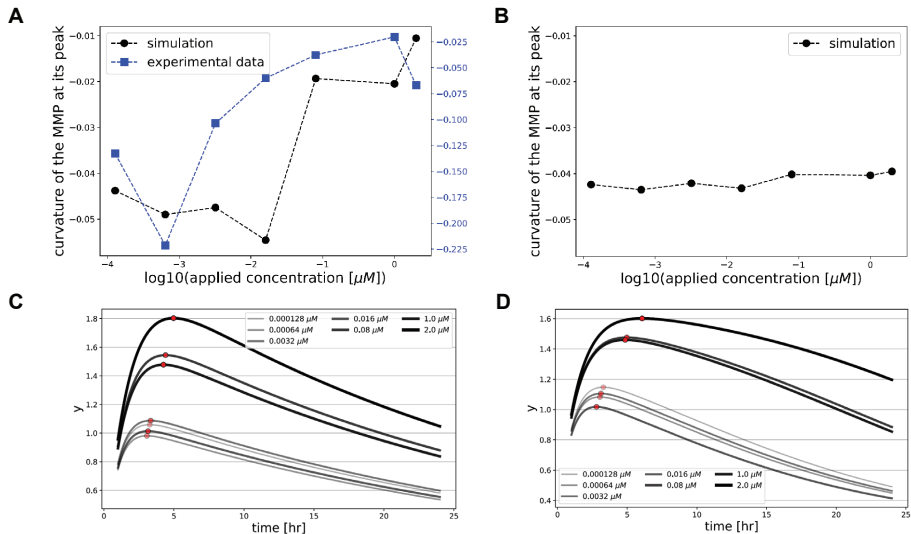 A
curvature of the MMP at its peak
−0.01
−0.02
−0.03
−0.04
−0.05
simulation
experimental data
−0.025
−0.050
−0.075
−0.100
−0.125
−0.150
−0.175
−0.200
−0.225
−4 −3 −2 −1 0
log10(applied concentration [μM])
B
curvature of the MMP at its peak
−0.01
−0.02
−0.03
−0.04
−0.05
simulation
−4 −3 −2 −1 0
log10(applied concentration [μM])
C
y
1.8
1.6
1.4
1.2
1.0
0.8
0.6
0.000128 μM 0.016 μM 1.0 μM
0.00064 μM 0.08 μM 2.0 μM
0.0032 μM
0 5 10 15 20 25
time [hr]
D
y
1.6
1.4
1.2
1.0
0.8
0.6
0.4
0.000128 μM 0.016 μM 1.0 μM
0.00064 μM 0.08 μM 2.0 μM
0.0032 μM
0 5 10 15 20 25
time [hr]